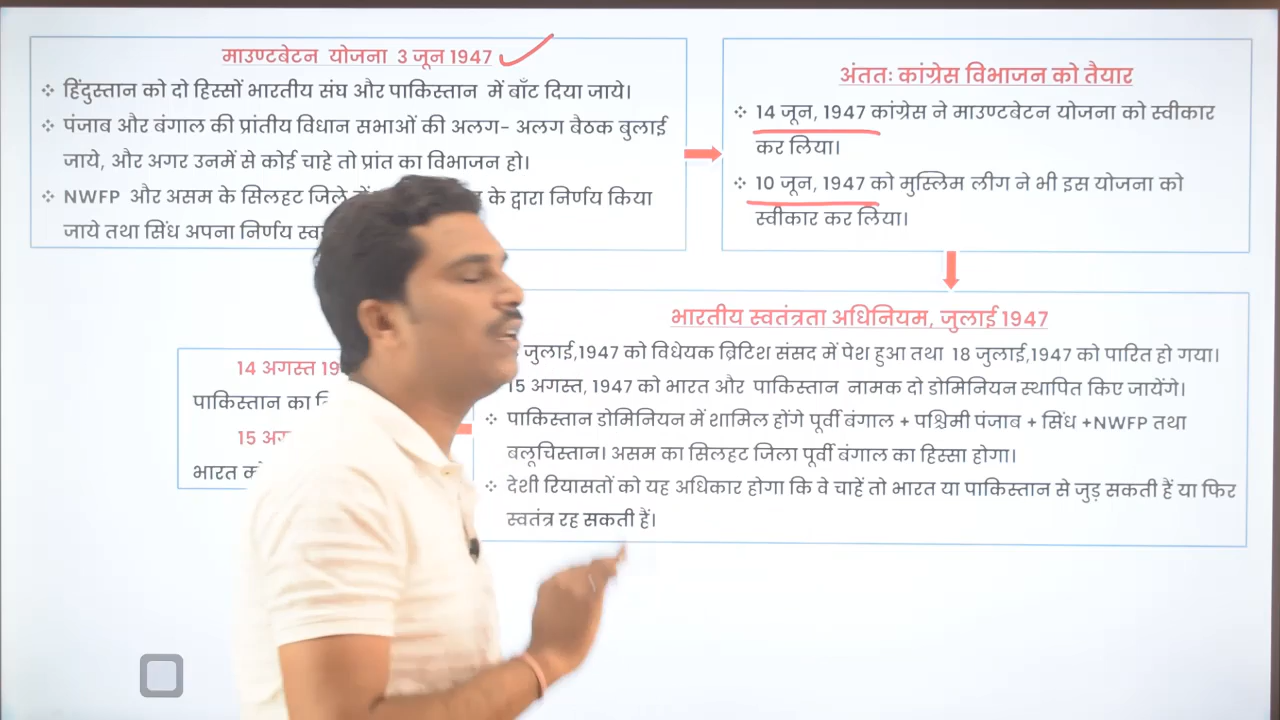 माउण्टबेटन योजना 3 जून 1947
❖ हिंदुस्तान को दो हिस्सों भारतीय संघ और पाकिस्तान में बाँट दिया जाये।
❖ पंजाब और बंगाल की प्रांतीय विधान सभाओं की अलग- अलग बैठक बुलाई
जाये, और अगर उनमें से कोई चाहे तो प्रांत का विभाजन हो।
❖ NWFP और असम के सिलहट जिले के द्वारा निर्णय किया
जाये तथा सिंध अपना निर्णय
अंततः कांग्रेस विभाजन को तैयार
❖ 14 जून, 1947 कांग्रेस ने माउण्टबेटन योजना को स्वीकार
कर लिया।
❖ 10 जून, 1947 को मुस्लिम लीग ने भी इस योजना को
स्वीकार कर लिया।
भारतीय स्वतंत्रता अधिनियम, जुलाई 1947
जुलाई,1947 को विधेयक ब्रिटिश संसद में पेश हुआ तथा 18 जुलाई,1947 को पारित हो गया।
15 अगस्त, 1947 को भारत और पाकिस्तान नामक दो डोमिनियन स्थापित किए जायेंगे।
❖ पाकिस्तान डोमिनियन में शामिल होंगे पूर्वी बंगाल + पश्चिमी पंजाब + सिंध +NWFP तथा
बलूचिस्तान। असम का सिलहट जिला पूर्वी बंगाल का हिस्सा होगा।
❖ देशी रियासतों को यह अधिकार होगा कि वे चाहें तो भारत या पाकिस्तान से जुड़ सकती हैं या फिर
स्वतंत्र रह सकती हैं।
14 अगस्त
पाकिस्तान का
15
भारत को